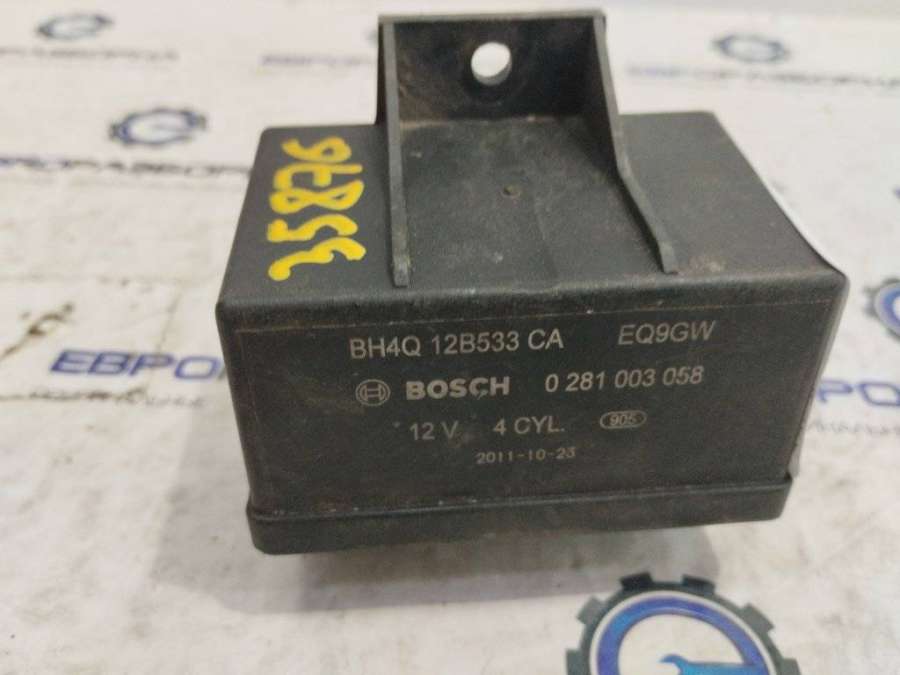 35876
BH4Q 12B533 CA EQ9GW
BOSCH 0 281 003 058
12 V 4 CYL. 905
2011-10-23